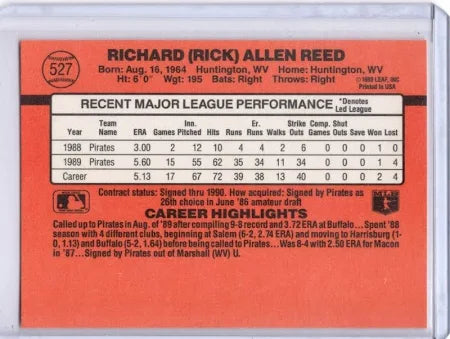 527
RICHARD (RICK) ALLEN REED
Born: Aug. 16, 1964 Huntington, WV Home: Huntington, WV
Ht: 6'0" Wgt: 195 Bats: Right Throws: Right
©1989 LEAF, INC.
Printed in USA
RECENT MAJOR LEAGUE PERFORMANCE *Denotes Led League
Year Team Name ERA Games Inn. Pitched Hits Runs Er. Runs Walks Strike Outs Comp. Games Shut Outs Save Won Lost
1988 Pirates 3.00 2 12 10 4 4 2 6 0 0 0 1 0
1989 Pirates 5.60 15 55 62 35 34 11 34 0 0 0 1 4
Career 5.13 17 67 72 39 38 13 40 0 0 0 2 4
Contract status: Signed thru 1990. How acquired: Signed by Pirates as
26th choice in June '86 amateur draft
CAREER HIGHLIGHTS
Called up to Pirates in Aug. of '89 after compiling 9-8 record and 3.72 ERA at Buffalo...Spent '88
season with 4 different clubs, beginning at Salem (6-2, 2.74 ERA) and moving to Harrisburg (1-
0, 1.13) and Buffalo (5-2, 1.64) before being called to Pirates...Was 8-4 with 2.50 ERA for Macon
in '87...Signed by Pirates out of Marshall (WV) U.